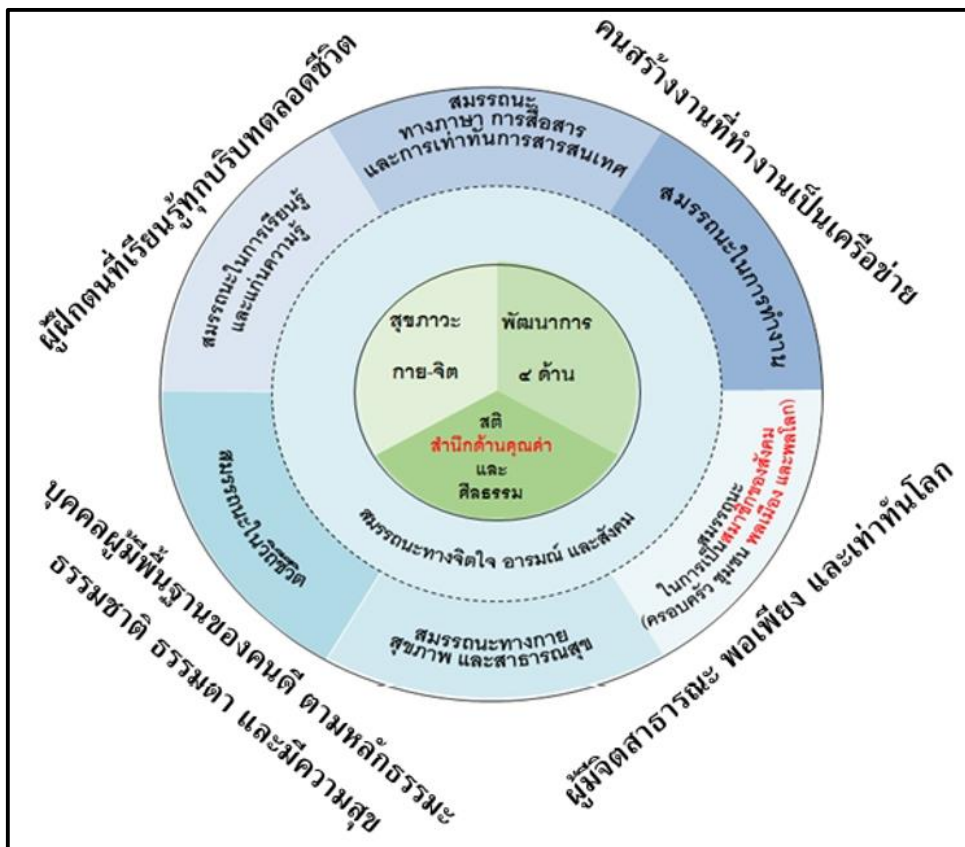 ผู้ฝึกตนที่เรียนรู้ทุกบริบทตลอดชีวิต
คนสร้างงานที่ทำงานเป็นเครือข่าย
สมรรถนะ
ทางภาษา การสื่อสาร
และการเท่าทันการสารสนเทศ
สมรรถนะในการเรียนรู้
และแก่นความรู้
สมรรถนะในการทำงาน
สุขภาวะ
กาย-จิต
พัฒนาการ
๔ ด้าน
สติ
สำนึกด้านคุณค่า
และ
ศีลธรรม
สมรรถนะทางจิตใจ อารมณ์ และสังคม
สมรรถนะในวิถีชีวิต
สมรรถนะทางกาย
สุขภาพ และสาธารณสุข
สมรรถนะ
ในการเป็นสมาชิกของสังคม
(ครอบครัว ชุมชน พลเมือง และพลโลก)
บุคคลผู้มีพื้นฐานของคนดี ตามหลักธรรมะ
ธรรมชาติ ธรรมดา และมีความสุข
ผู้มีจิตสาธารณะ พอเพียง และเท่าทันโลก